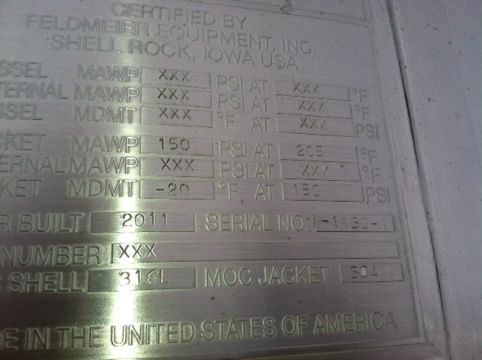 CERTIFIED BY
FELDMEIER EQUIPMENT, INC.
SHELL ROCK, IOWA USA
SSEL MAWP XXX PSI AT XXX °F
TERNAL MAWP XXX PSI AT XXX °F
SSEL MDMT XXX °F AT XXX PSI
CKET MAWP 150 PSI AT 205 °F
ERNAL MAWP XXX PSI AT XXX °F
KET MDMT -20 °F AT 150 PSI
R BUILT 2011 SERIAL NO.
NUMBER XXX
C SHELL 316L MOC JACKET 304
DE IN THE UNITED STATES OF AMERICA